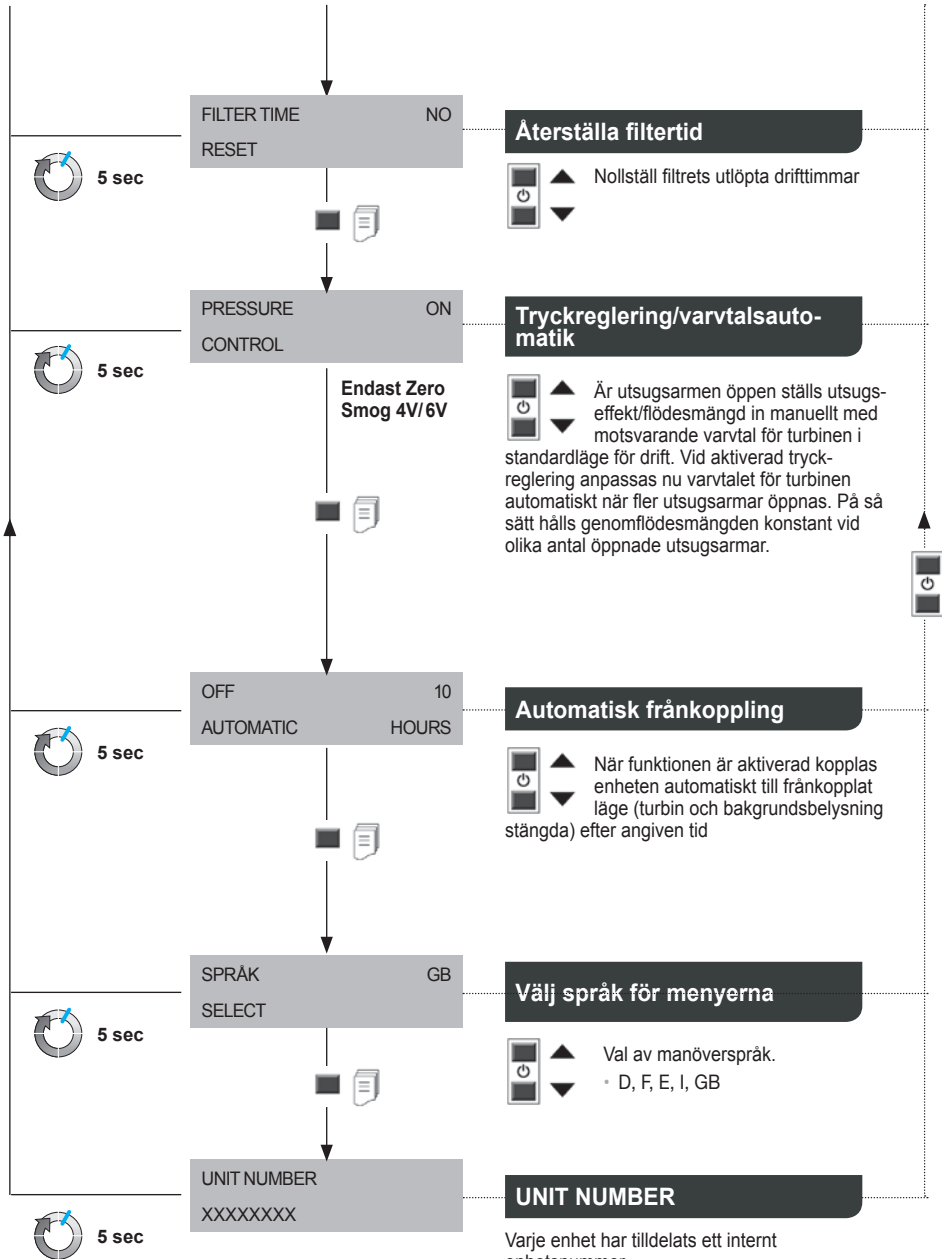 FILTER TIME NO
RESET
5 sec
Återställa filtertid
Nollställ filtrets utlöpta drifttimmar
PRESSURE ON
CONTROL
5 sec
Endast Zero
Smog 4V/ 6V
Tryckreglering/varvtalsauto-
matik
Är utsugsarmen öppen ställs utsugs-
effekt/flödesmängd in manuellt med
motsvarande varvtal för turbinen i
standardläge för drift. Vid aktiverad tryck-
reglering anpassas nu varvtalet för turbinen
automatiskt när fler utsugsarmar öppnas. På så
sätt hålls genomflödesmängden konstant vid
olika antal öppnade utsugsarmar.
OFF 10
AUTOMATIC HOURS
5 sec
Automatisk frånkoppling
När funktionen är aktiverad kopplas
enheten automatiskt till frånkopplat
läge (turbin och bakgrundsbelysning
stängda) efter angiven tid
SPRÅK GB
SELECT
5 sec
Välj språk för menyerna
Val av manöverspråk.
• D, F, E, I, GB
UNIT NUMBER
XXXXXXXX
5 sec
UNIT NUMBER
Varje enhet har tilldelats ett internt